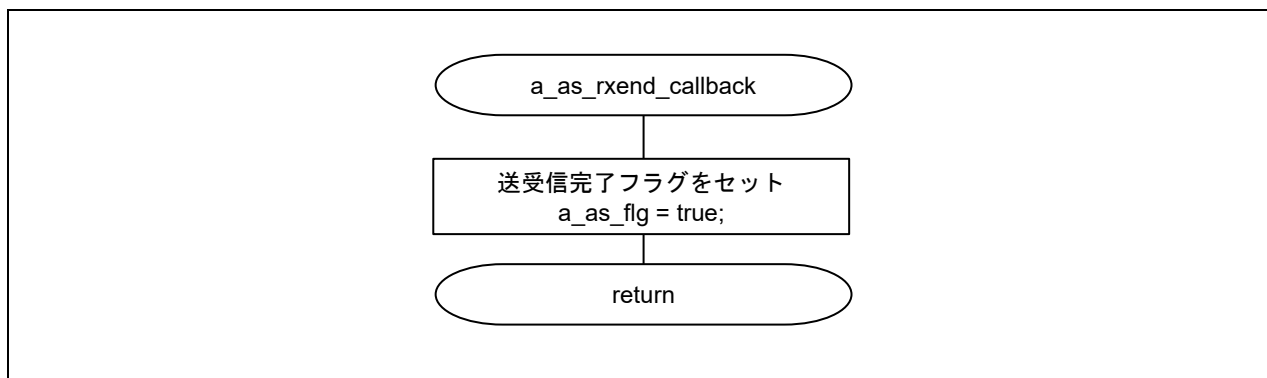 a_as_rxend_callback
送受信完了フラグをセット
a_as_flg = true;
return